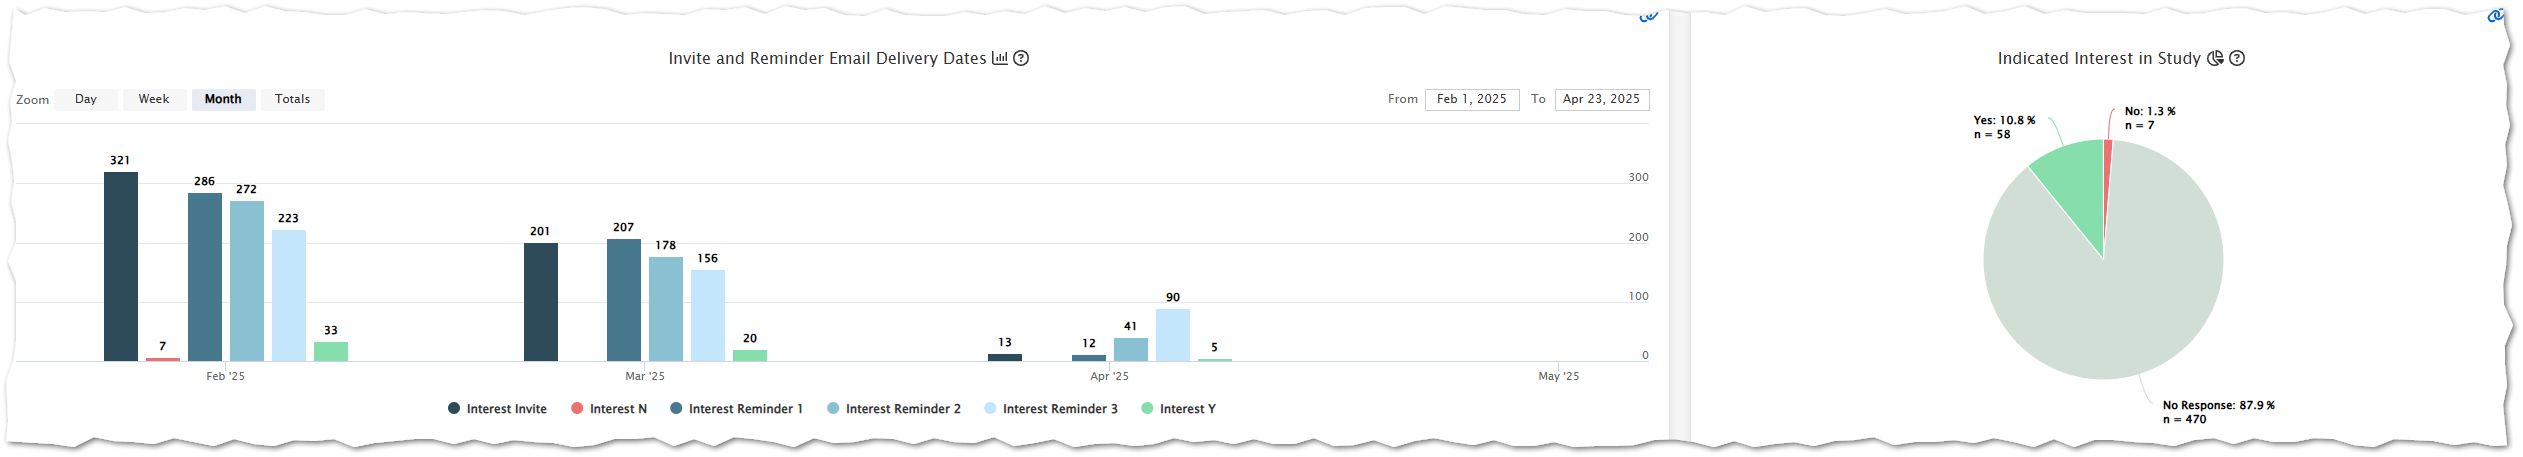 Invite and Reminder Email Delivery Dates
Zoom Day Week Month Totals
From Feb 1, 2025 To Apr 23, 2025
321
7
286
272
223
33
201
207
178
156
20
13
12
41
90
5
300
200
100
0
Feb '25 Mar '25 Apr '25 May '25
Interest Invite Interest N Interest Reminder 1 Interest Reminder 2 Interest Reminder 3 Interest Y
Indicated Interest in Study
Yes: 10.8 %
n = 58
No: 1.3 %
n = 7
No Response: 87.9 %
n = 470